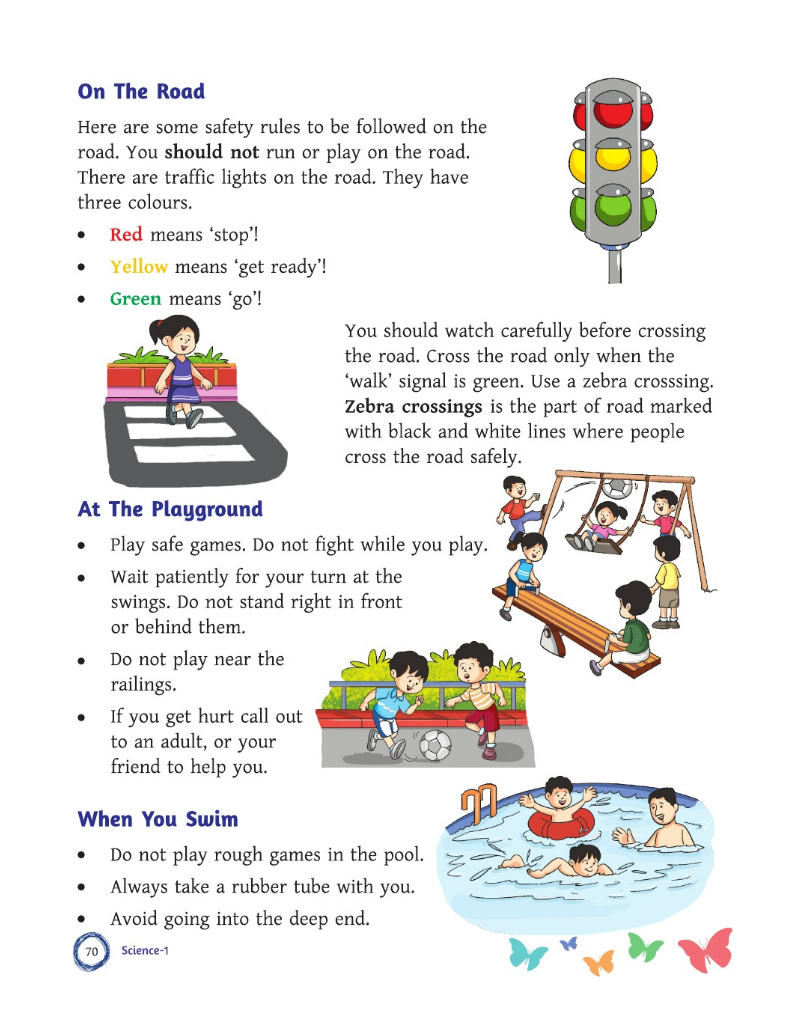 On The Road
Here are some safety rules to be followed on the
road. You should not run or play on the road.
There are traffic lights on the road. They have
three colours.
• Red means ‘stop’!
• Yellow means ‘get ready’!
• Green means ‘go’!
You should watch carefully before crossing
the road. Cross the road only when the
‘walk’ signal is green. Use a zebra crosssing.
Zebra crossings is the part of road marked
with black and white lines where people
cross the road safely.
At The Playground
• Play safe games. Do not fight while you play.
• Wait patiently for your turn at the
swings. Do not stand right in front
or behind them.
• Do not play near the
railings.
• If you get hurt call out
to an adult, or your
friend to help you.
When You Swim
• Do not play rough games in the pool.
• Always take a rubber tube with you.
• Avoid going into the deep end.
70 Science-1